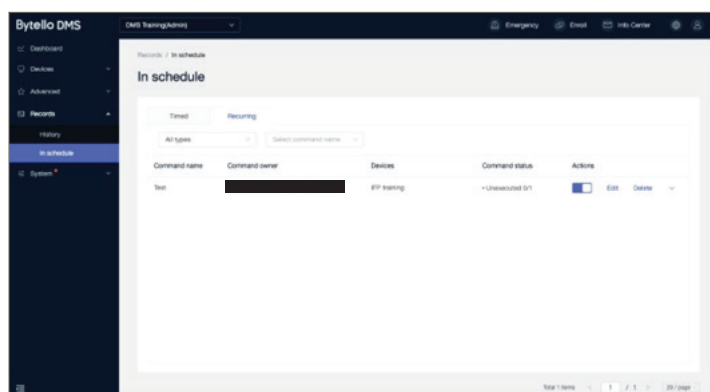 Bytello DMS
DMS Training(Admin)
Emergency
Enroll
Info Center
Dashboard
Devices
Advanced
Records
History
In schedule
System
Records / In schedule
In schedule
Timed
Recurring
All types
Select command name
Command name
Command owner
Devices
Command status
Actions
Test
IFP training
• Unexecuted 0/1
Edit
Delete
Total 1 items
< 1 / 1 >
20 / page